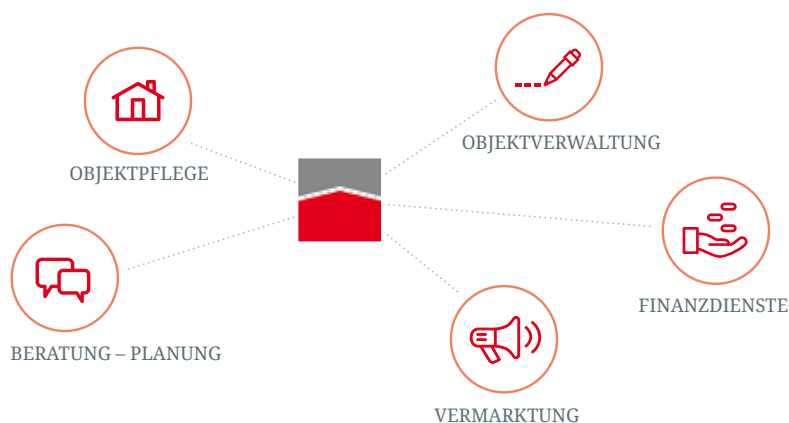 OBJEKTVERWALTUNG
OBJEKTPFLEGE
FINANZDIENSTE
BERATUNG – PLANUNG
VERMARKTUNG